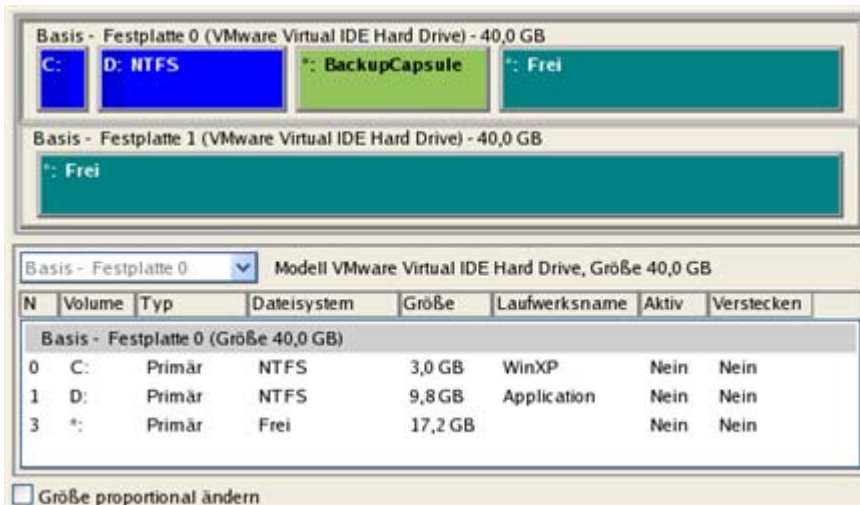 Basis - Festplatte 0 (VMware Virtual IDE Hard Drive) - 40,0 GB
C: D: NTFS *: BackupCapsule *: Frei
Basis - Festplatte 1 (VMware Virtual IDE Hard Drive) - 40,0 GB
*: Frei
Basis - Festplatte 0 Modell VMware Virtual IDE Hard Drive, Größe 40,0 GB
N Volume Typ Dateisystem Größe Laufwerksname Aktiv Verstecken
Basis - Festplatte 0 (Größe 40,0 GB)
0 C: Primär NTFS 3,0 GB WinXP Nein Nein
1 D: Primär NTFS 9,8 GB Application Nein Nein
3 *: Primär Frei 17,2 GB Nein Nein
Größe proportional ändern